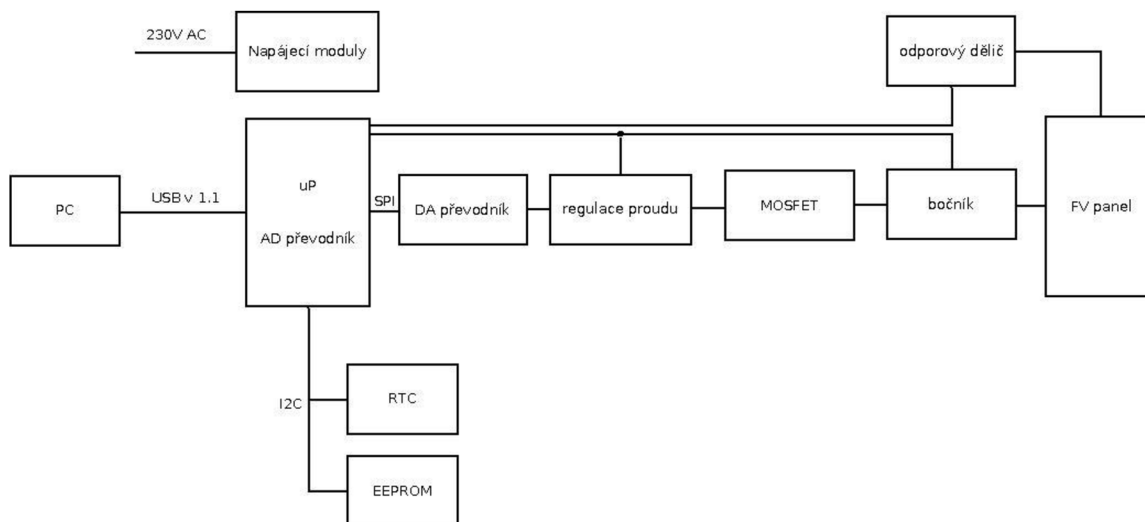 230V AC
Napájecí moduly
odporový dělič
PC
USB v 1.1
uP
AD převodník
SPI
DA převodník
regulace proudu
MOSFET
bočník
FV panel
I2C
RTC
EEPROM